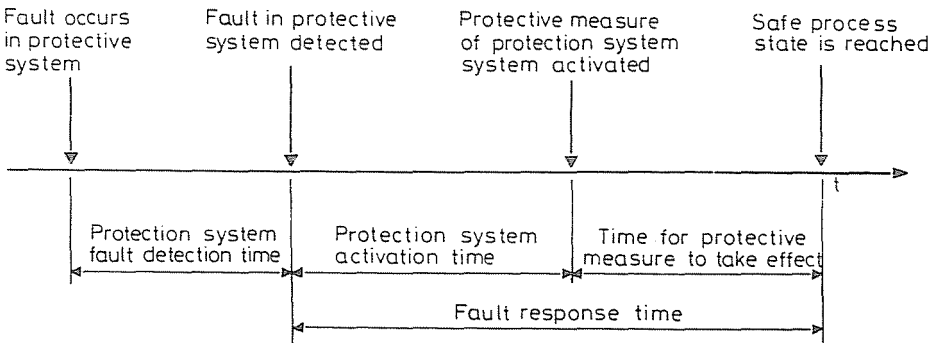 Fault occurs
in protective
system
Fault in protective
system detected
Protective measure
of protection system
system activated
Safe process
state is reached
t
Protection system
fault detection time
Protection system
activation time
Time for protective
measure to take effect
Fault response time